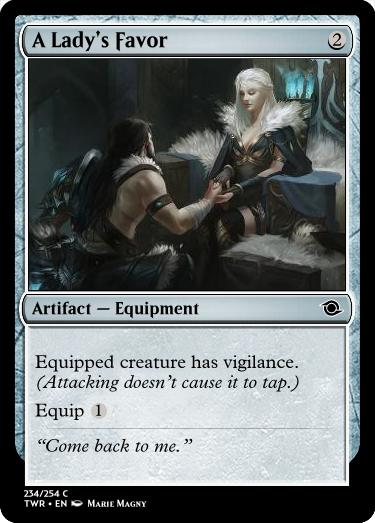 A Lady's Favor 2
Artifact — Equipment
Equipped creature has vigilance.
(Attacking doesn't cause it to tap.)
Equip 1
"Come back to me."
234/254 C
TWR • EN Marie Magny